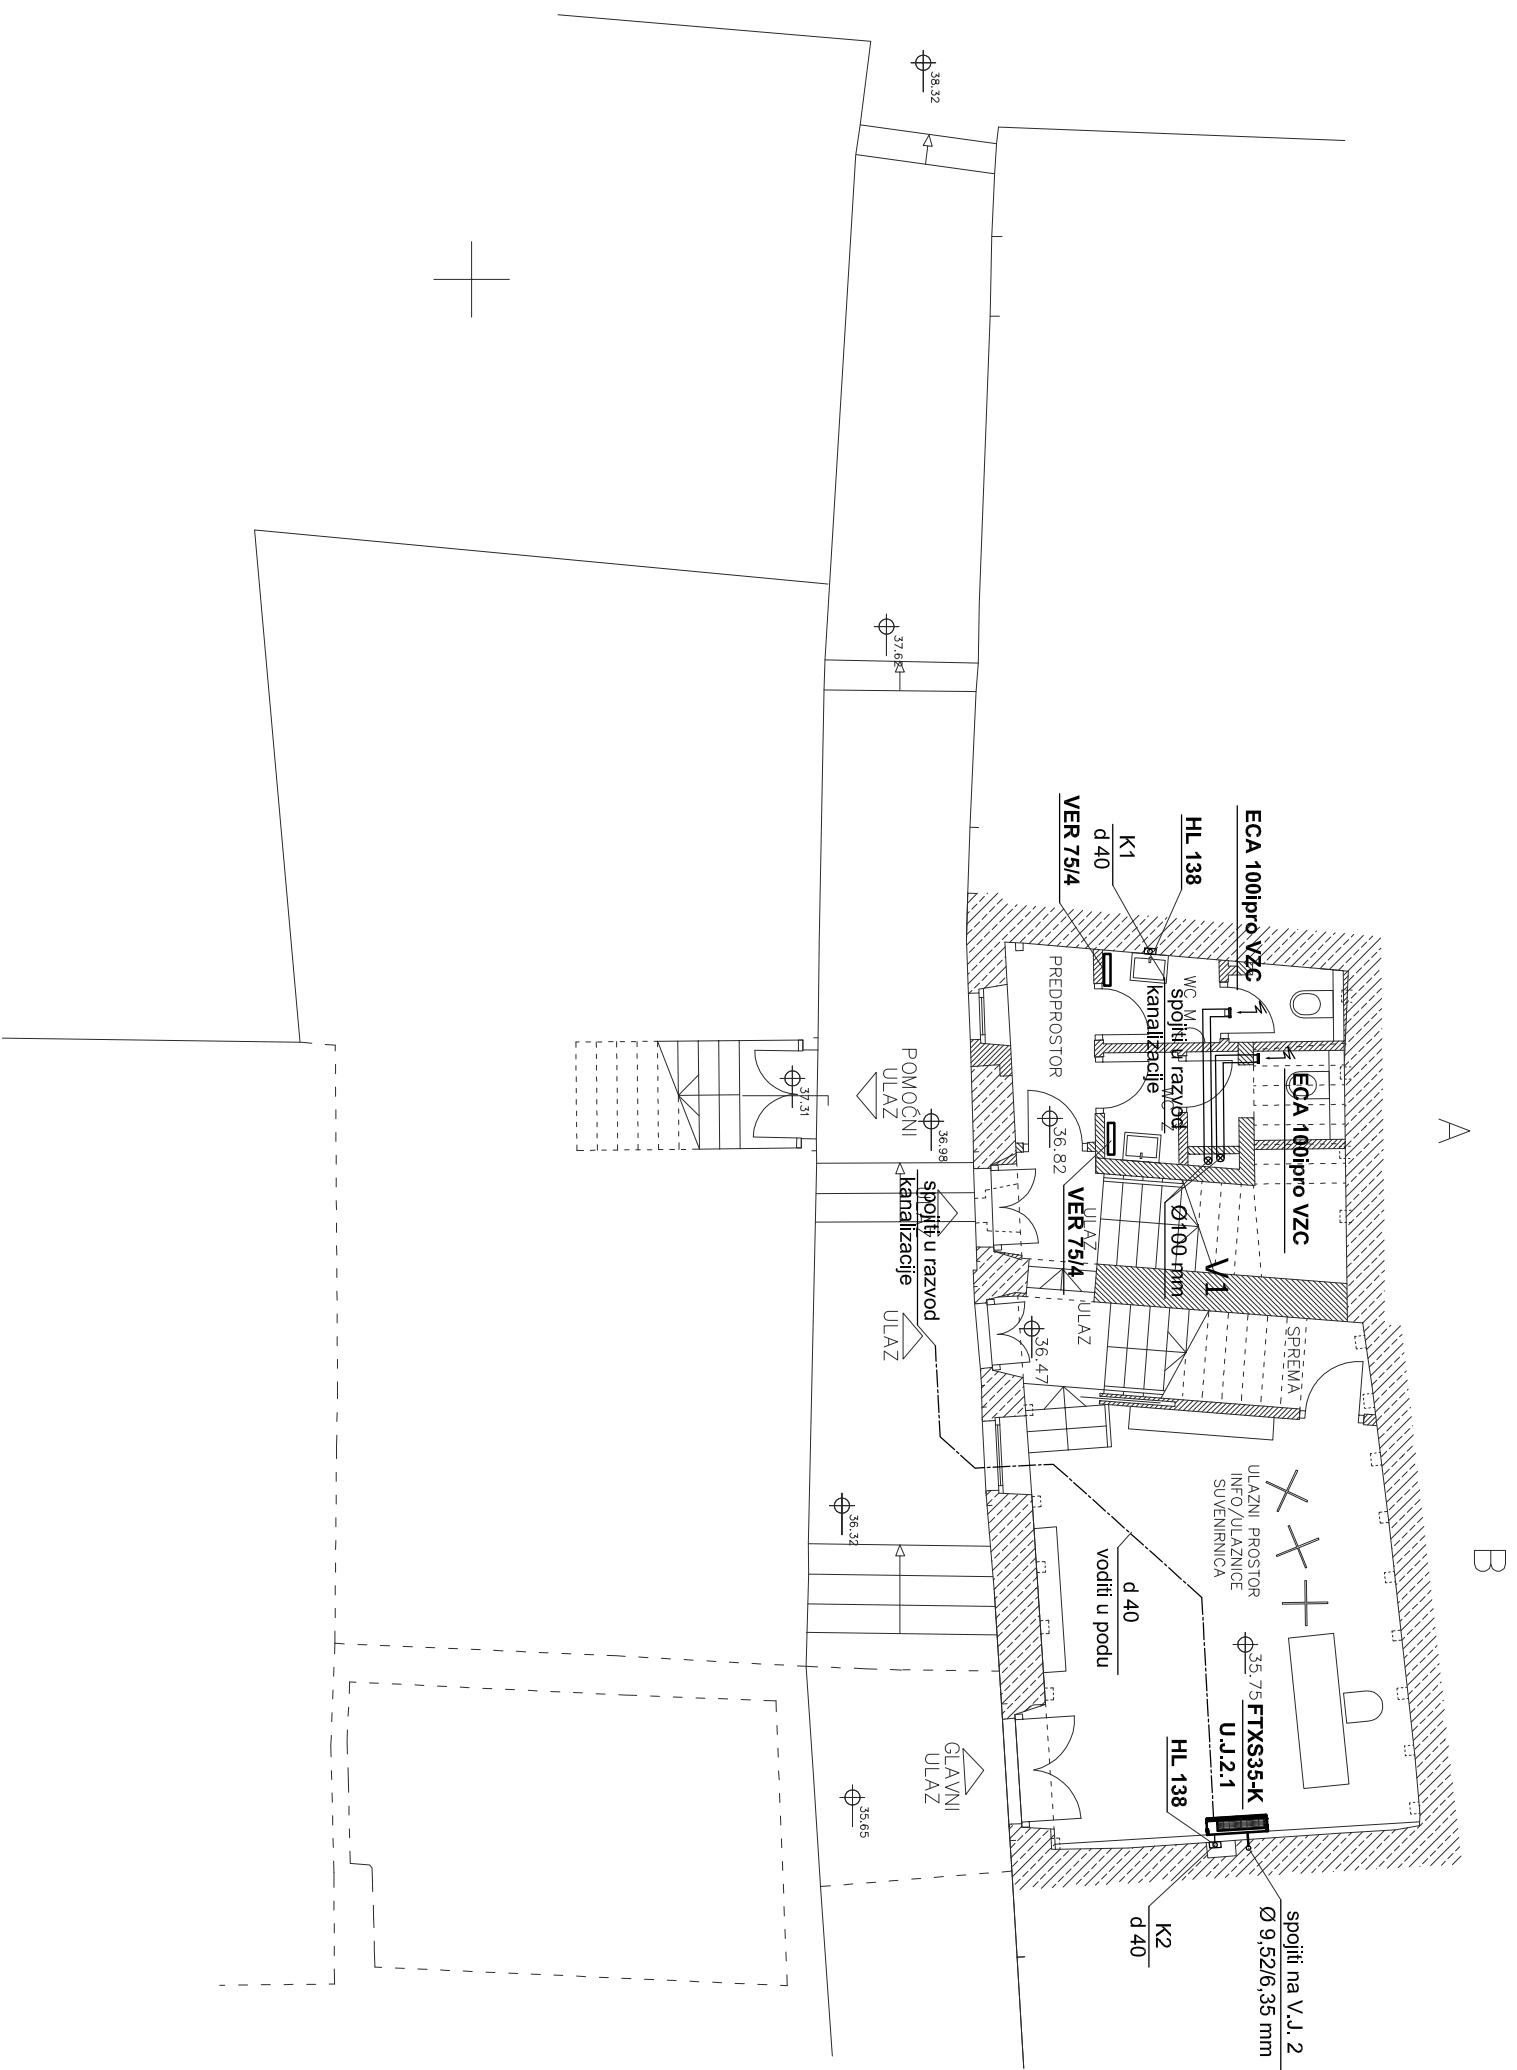 38.32
37.62
ECA 100ipro VZC
HL 138
K1
d 40
VER 75/4
WC M
spojiti u razvod
kanalizacije
PREDPROSTOR
ECA 100ipro VZC
POMOĆNI
ULAZ
37.31
36.98
36.82
VER 75/4
Ø100 mm
V1
ULAZ
ULAZ
spojiti u razvod
kanalizacije
ULAZ
36.47
SPREMA
A
B
ULAZNI PROSTOR
INFO/ULAZNICE
SUVENIRNICA
36.32
d 40
voditi u podu
35.75
FTXS35-K
U.J.2.1
HL 138
GLAVNI
ULAZ
35.65
K2
d 40
spojiti na V.J. 2
Ø 9,52/6,35 mm